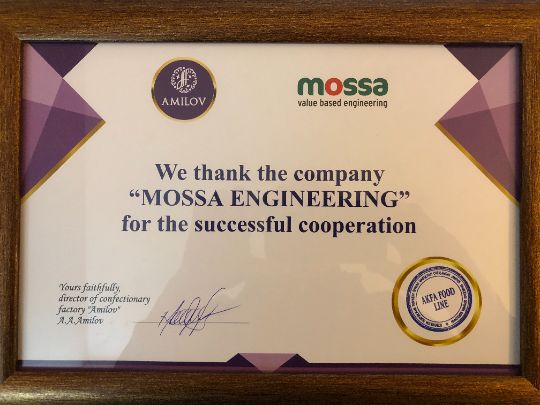 AMILOV
mossa
value based engineering
We thank the company
“MOSSA ENGINEERING”
for the successful cooperation
Yours faithfully,
director of confectionary
factory "Amilov"
A.A.Amilov
AKFA FOOD
LINE